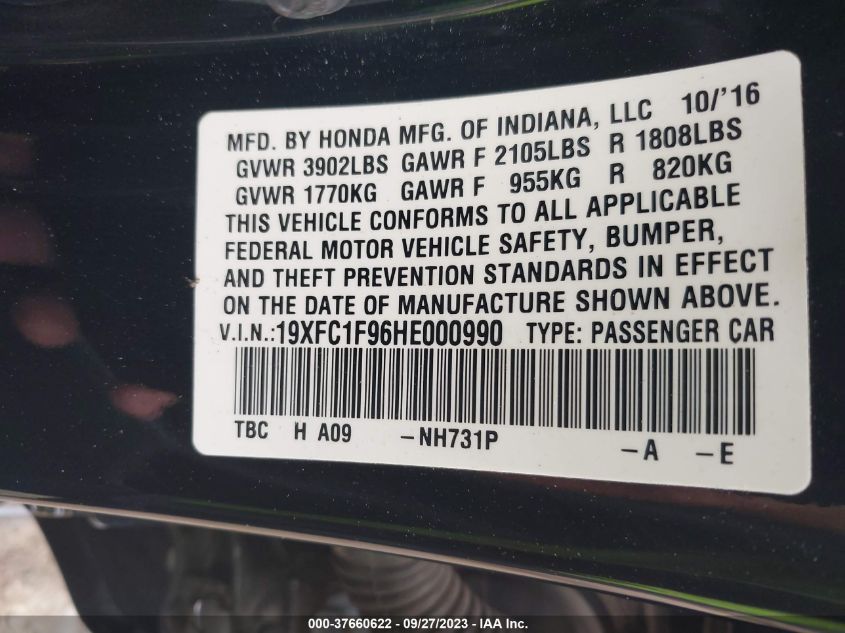 MFD. BY HONDA MFG. OF INDIANA, LLC 10/'16
GVWR 3902LBS GAWR F 2105LBS R 1808LBS
GVWR 1770KG GAWR F 955KG R 820KG
THIS VEHICLE CONFORMS TO ALL APPLICABLE
FEDERAL MOTOR VEHICLE SAFETY, BUMPER,
AND THEFT PREVENTION STANDARDS IN EFFECT
ON THE DATE OF MANUFACTURE SHOWN ABOVE.
V.I.N.:19XFC1F96HE000990 TYPE: PASSENGER CAR
TBC H A09 -NH731P -A -E
000-37660622 - 09/27/2023 - IAA Inc.